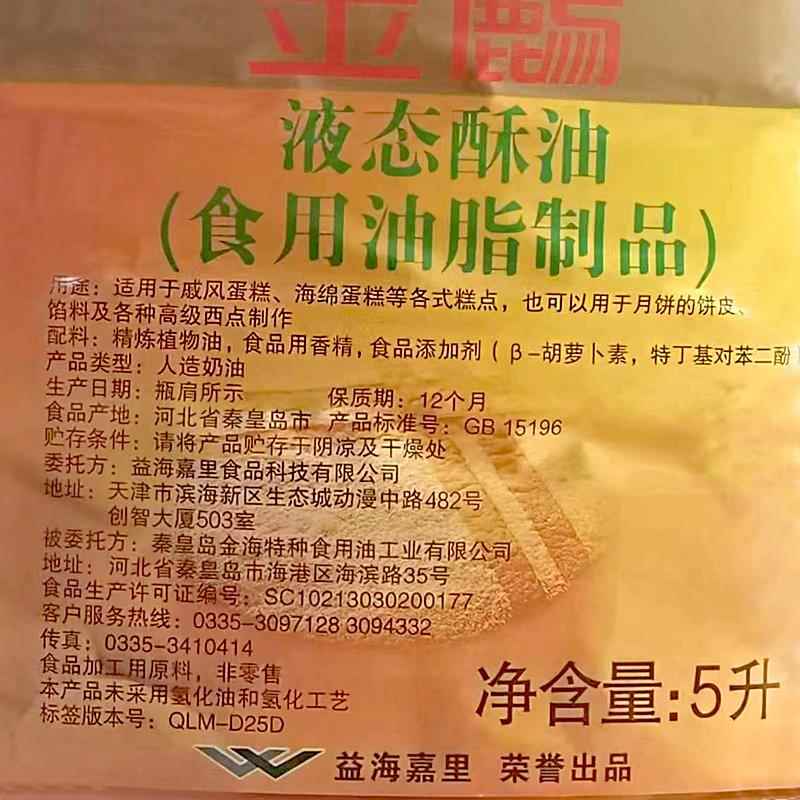 金鹂
液态酥油
(食用油脂制品)
用途：适用于戚风蛋糕、海绵蛋糕等各式糕点，也可以用于月饼的饼皮、
馅料及各种高级西点制作
配料：精炼植物油，食品用香精，食品添加剂（β-胡萝卜素，特丁基对苯二酚
产品类型：人造奶油
生产日期：瓶肩所示 保质期：12个月
食品产地：河北省秦皇岛市 产品标准号：GB 15196
贮存条件：请将产品贮存于阴凉及干燥处
委托方：益海嘉里食品科技有限公司
地址：天津市滨海新区生态城动漫中路482号
创智大厦503室
被委托方：秦皇岛金海特种食用油工业有限公司
地址：河北省秦皇岛市海港区海滨路35号
食品生产许可证编号：SC10213030200177
客户服务热线：0335-3097128 3094332
传真：0335-3410414
食品加工用原料，非零售
本产品未采用氢化油和氢化工艺
标签版本号：QLM-D25D
净含量:5升
益海嘉里 荣誉出品